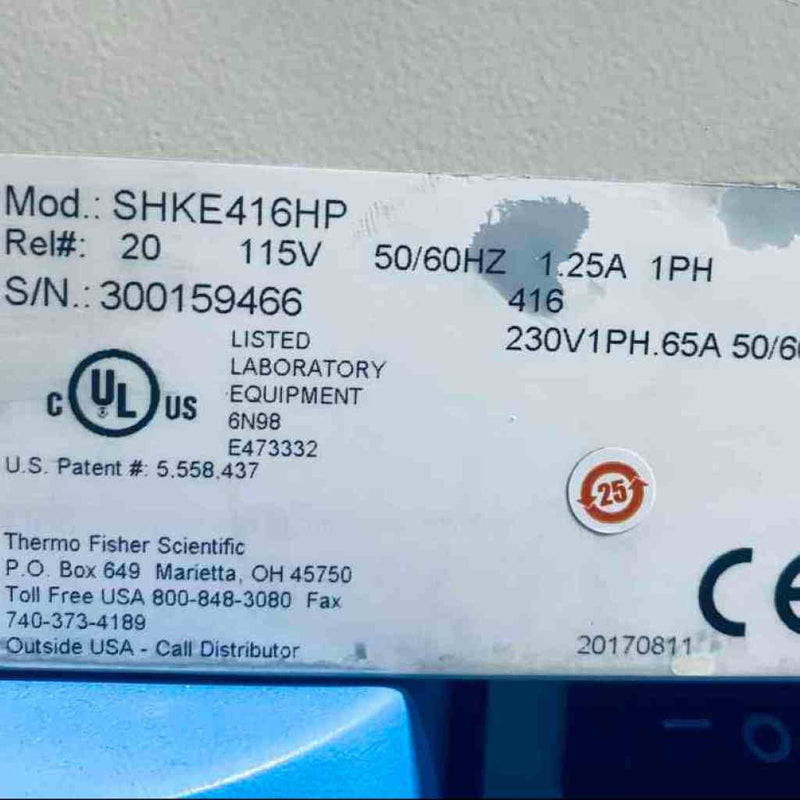 Mod.: SHKE416HP
Rel#: 20 115V 50/60HZ 1.25A 1PH
S/N.: 300159466 416
230V1PH.65A 50/60
C UL US
LISTED
LABORATORY
EQUIPMENT
6N98
E473332
U.S. Patent #: 5,558,437
25
Thermo Fisher Scientific
P.O. Box 649 Marietta, OH 45750
Toll Free USA 800-848-3080 Fax
740-373-4189
Outside USA - Call Distributor
20170811
CE